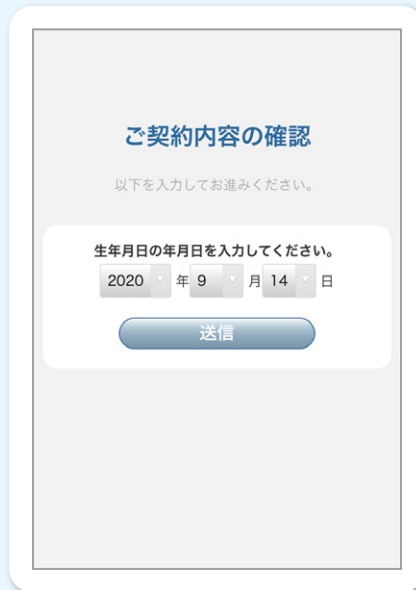 ご契約内容の確認
以下を入力してお進みください。
生年月日の年月日を入力してください。
2020 年 9 月 14 日
送信